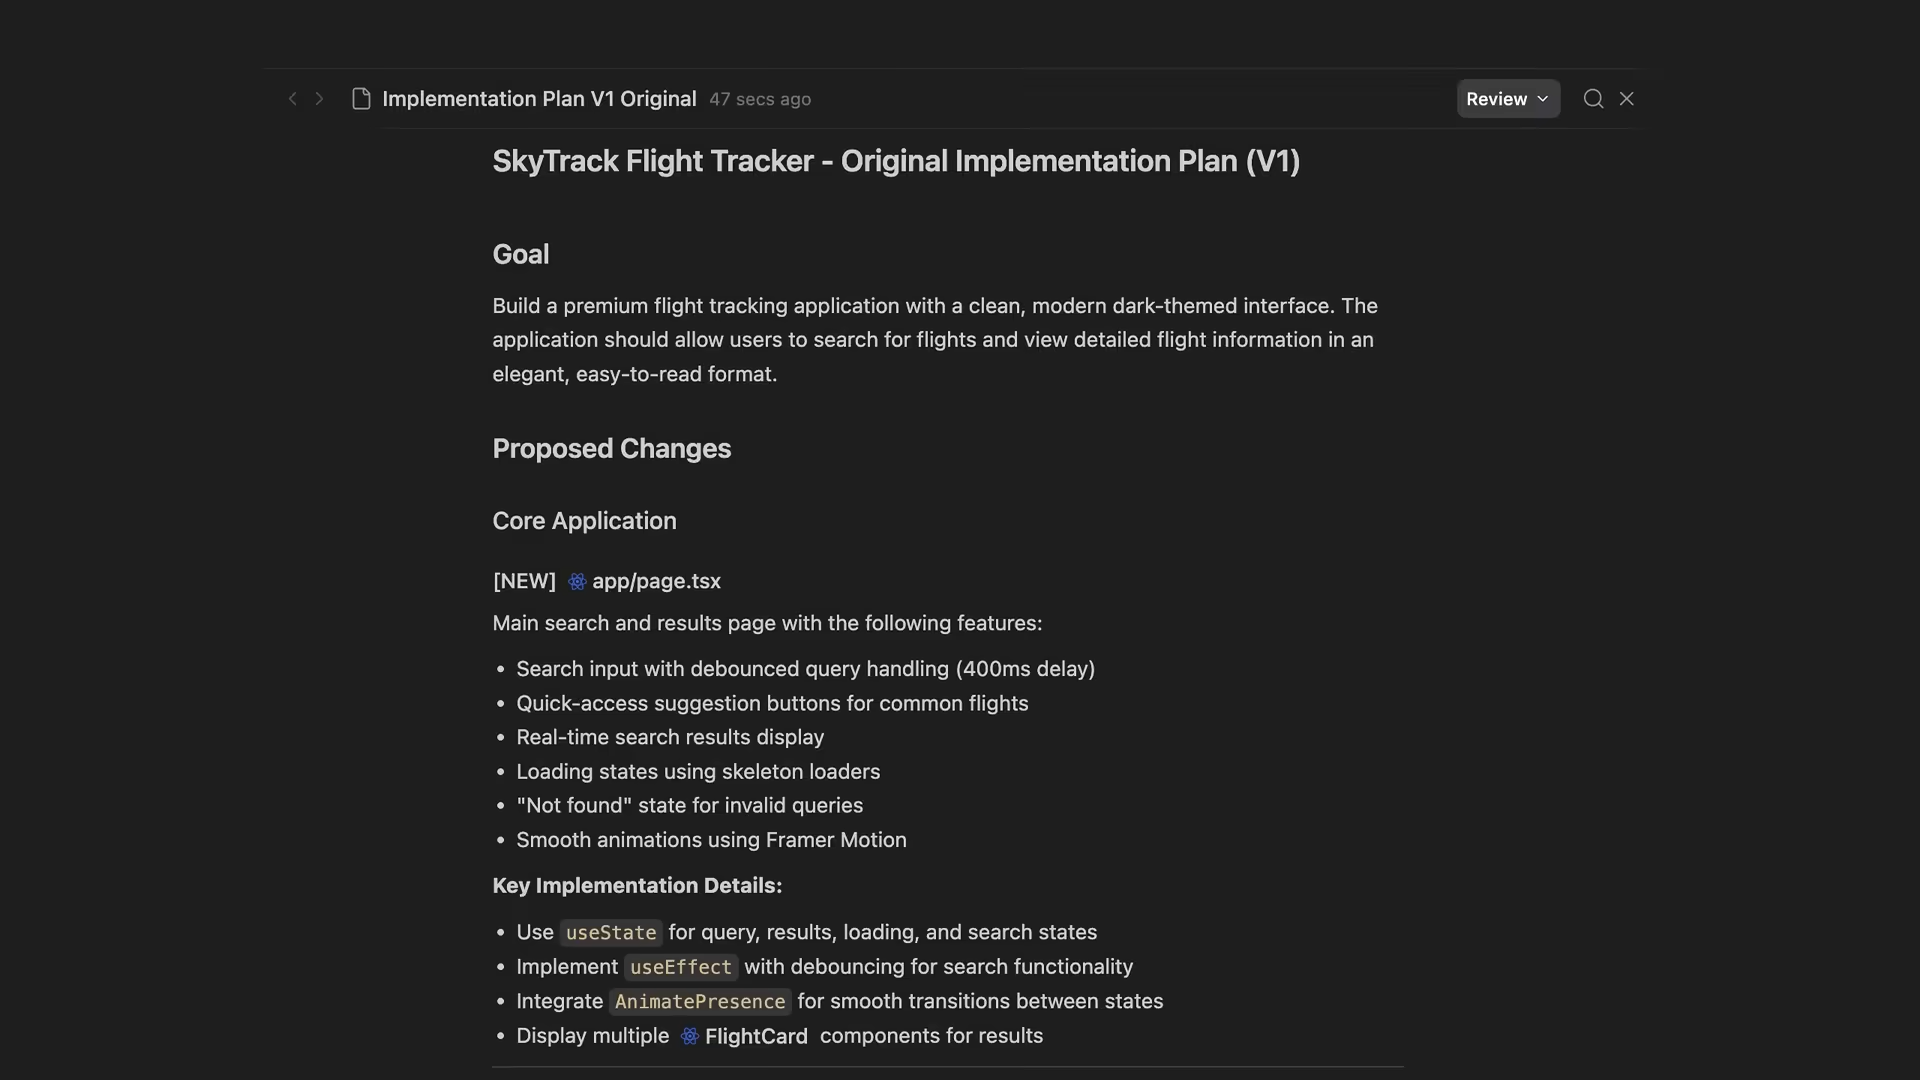 Implementation Plan V1 Original 47 secs ago Review
SkyTrack Flight Tracker - Original Implementation Plan (V1)
Goal
Build a premium flight tracking application with a clean, modern dark-themed interface. The
application should allow users to search for flights and view detailed flight information in an
elegant, easy-to-read format.
Proposed Changes
Core Application
[NEW] app/page.tsx
Main search and results page with the following features:
• Search input with debounced query handling (400ms delay)
• Quick-access suggestion buttons for common flights
• Real-time search results display
• Loading states using skeleton loaders
• "Not found" state for invalid queries
• Smooth animations using Framer Motion
Key Implementation Details:
• Use useState for query, results, loading, and search states
• Implement useEffect with debouncing for search functionality
• Integrate AnimatePresence for smooth transitions between states
• Display multiple FlightCard components for results